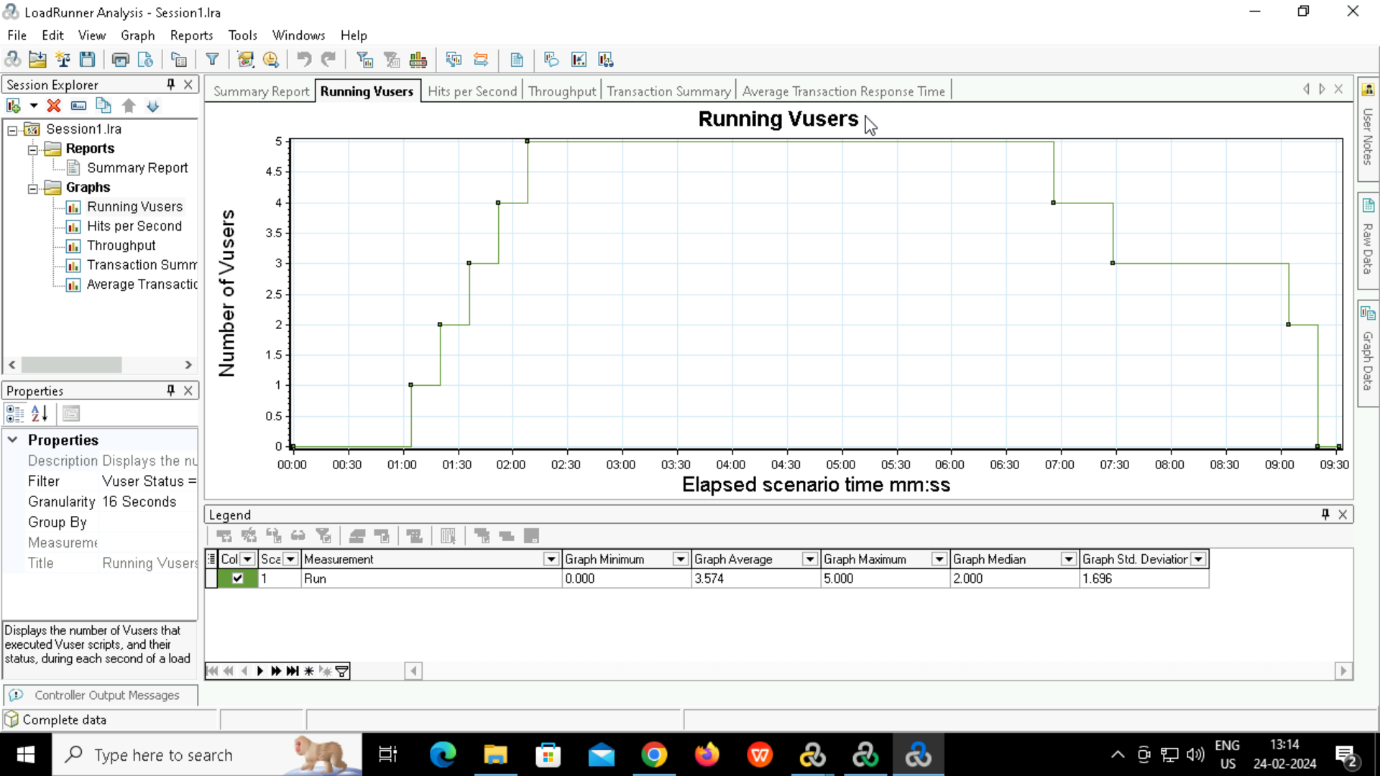 LoadRunner Analysis - Session1.lra
File Edit View Graph Reports Tools Windows Help
Session Explorer
Session1.lra
Reports
Summary Report
Graphs
Running Vusers
Hits per Second
Throughput
Transaction Summ
Average Transactic
Properties
Properties
Description Displays the nu
Filter Vuser Status =
Granularity 16 Seconds
Group By
Measureme
Title Running Vusers
Displays the number of Vusers that
executed Vuser scripts, and their
status, during each second of a load
Controller Output Messages
Complete data
Summary Report Running Vusers Hits per Second Throughput Transaction Summary Average Transaction Response Time
Running Vusers
Number of Vusers
5
4.5
4
3.5
3
2.5
2
1.5
1
0.5
0
00:00 00:30 01:00 01:30 02:00 02:30 03:00 03:30 04:00 04:30 05:00 05:30 06:00 06:30 07:00 07:30 08:00 08:30 09:00 09:30
Elapsed scenario time mm:ss
Legend
Col Sca Measurement Graph Minimum Graph Average Graph Maximum Graph Median Graph Std. Deviation
1 Run 0.000 3.574 5.000 2.000 1.696
User Notes
Raw Data
Graph Data
Type here to search
ENG
US
13:14
24-02-2024
2